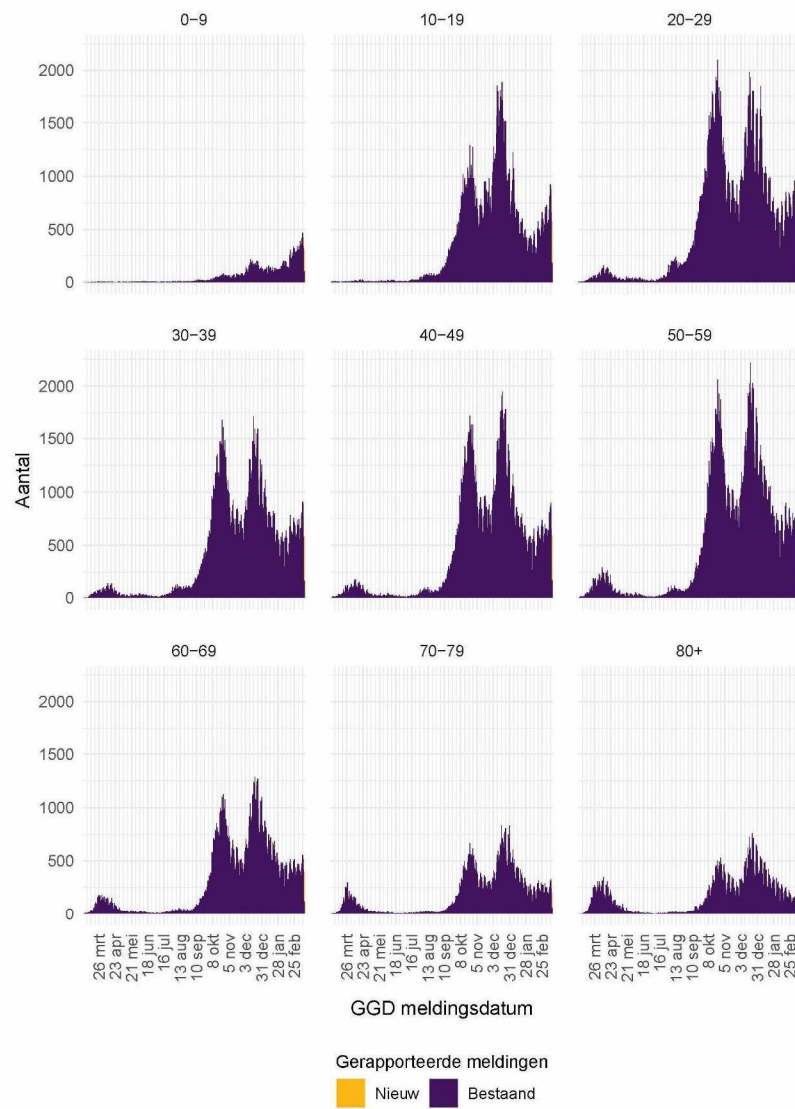 0-9 10-19 20-29
2000
1500
1000
500
0
30-39 40-49 50-59
2000
1500
1000
500
0
Aantal
60-69 70-79 80+
2000
1500
1000
500
0
26 mrt 23 apr 21 mei 18 jun 16 jul 13 aug 10 sep 8 okt 5 nov 3 dec 31 dec 28 jan 25 feb
26 mrt 23 apr 21 mei 18 jun 16 jul 13 aug 10 sep 8 okt 5 nov 3 dec 31 dec 28 jan 25 feb
26 mrt 23 apr 21 mei 18 jun 16 jul 13 aug 10 sep 8 okt 5 nov 3 dec 31 dec 28 jan 25 feb
GGD meldingsdatum
Gerapporteerde meldingen
Nieuw Bestaand